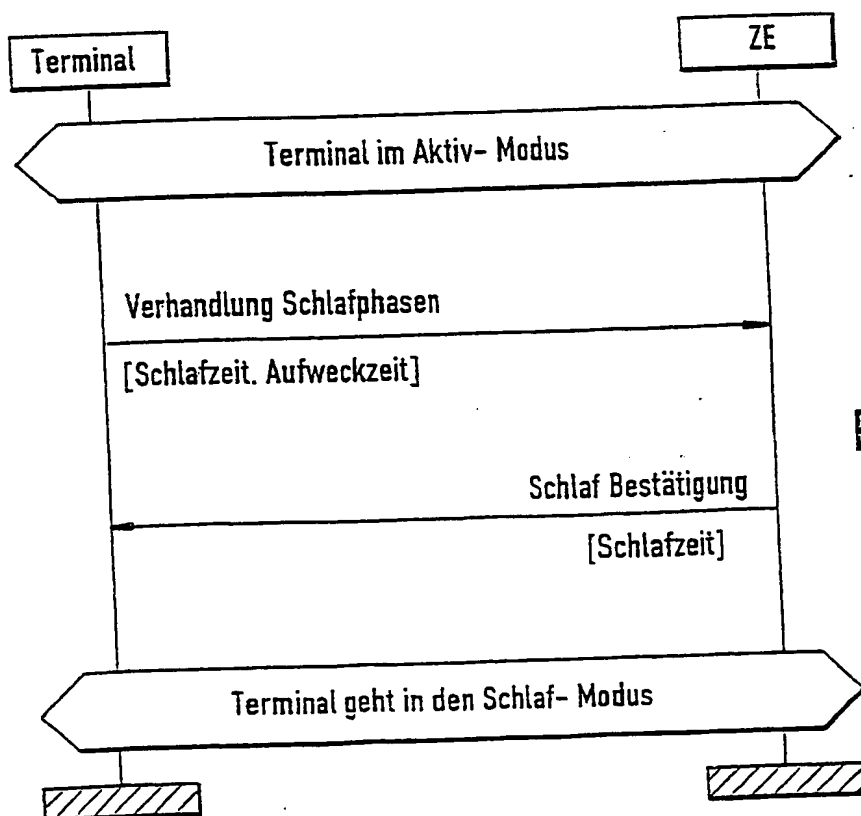 Terminal
ZE
Terminal im Aktiv- Modus
Verhandlung Schlafphasen
[Schlafzeit. Aufweckzeit]
Schlaf Bestätigung
[Schlafzeit]
Terminal geht in den Schlaf- Modus